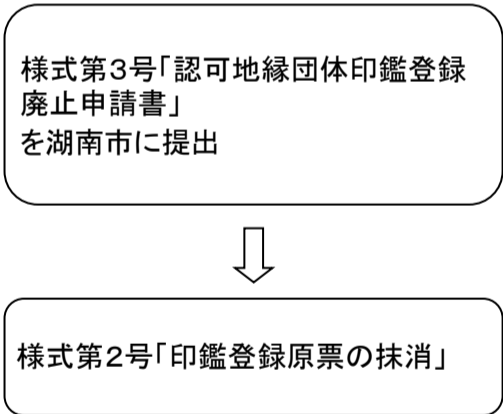 様式第３号「認可地縁団体印鑑登録
廃止申請書」
を湖南市に提出
様式第２号「印鑑登録原票の抹消」